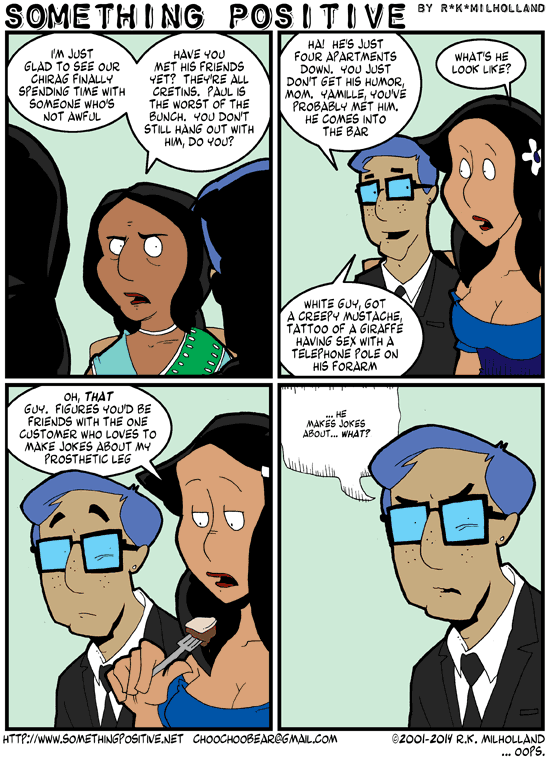 SOMETHING POSITIVE BY R*K*MILHOLLAND
I'M JUST
GLAD TO SEE OUR
CHIRAG FINALLY
SPENDING TIME WITH
SOMEONE WHO'S
NOT AWFUL
HAVE YOU
MET HIS FRIENDS
YET? THEY'RE ALL
CRETINS. PAUL IS
THE WORST OF THE
BUNCH. YOU DON'T
STILL HANG OUT WITH
HIM, DO YOU?
HA! HE'S JUST
FOUR APARTMENTS
DOWN. YOU JUST
DON'T GET HIS HUMOR,
MOM. YAMILLE, YOU'VE
PROBABLY MET HIM.
HE COMES INTO
THE BAR
WHAT'S HE
LOOK LIKE?
WHITE GUY, GOT
A CREEPY MUSTACHE,
TATTOO OF A GIRAFFE
HAVING SEX WITH A
TELEPHONE POLE ON
HIS FORARM
OH, THAT
GUY. FIGURES YOU'D BE
FRIENDS WITH THE ONE
CUSTOMER WHO LOVES TO
MAKE JOKES ABOUT MY
PROSTHETIC LEG
... HE
MAKES JOKES
ABOUT... WHAT?
HTTP://WWW.SOMETHINGPOSITIVE.NET CHOOCHOOBEAR@GMAIL.COM ©2001-2014 R.K. MILHOLLAND
... OOPS.